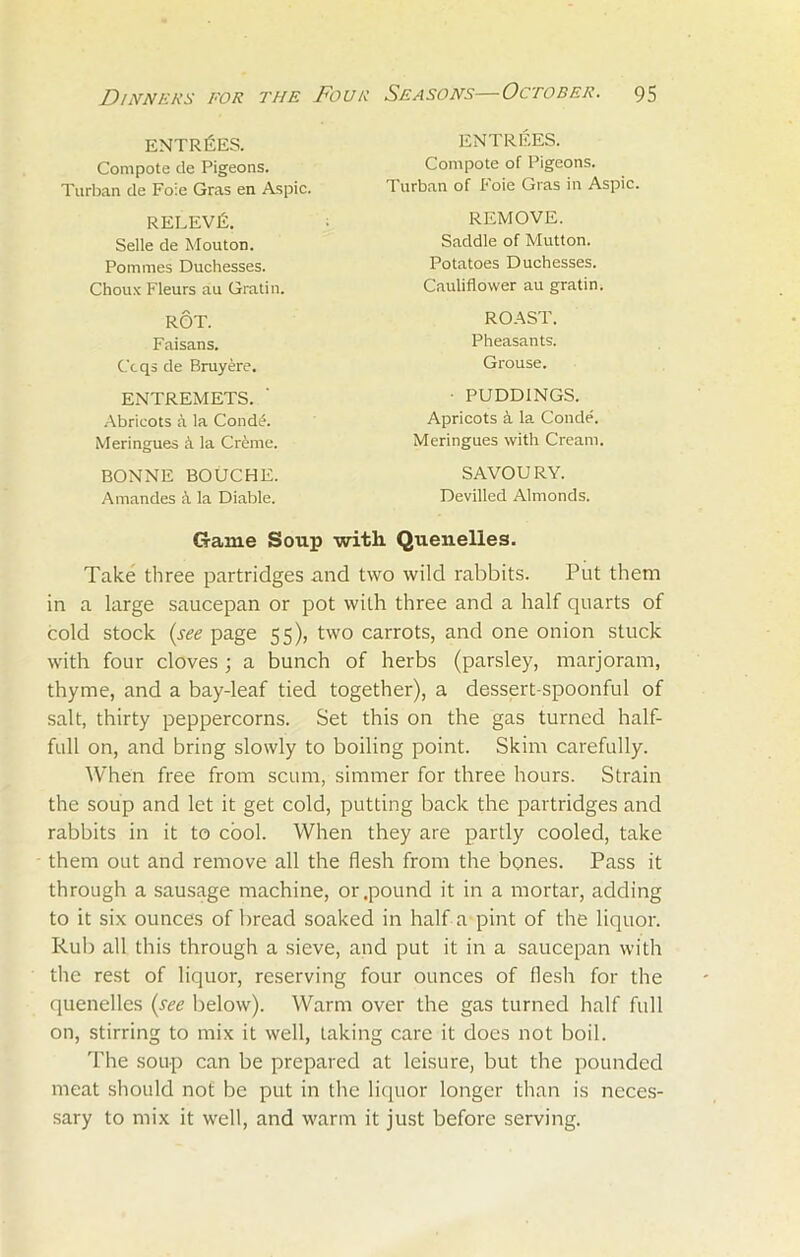 DINNERS FOR THE FOUR SEASONS—OCTOBER. 95
ENTRÉES.
Compote de Pigeons.
Turban de Foie Gras en Aspic.
RELEVÉ.
Selle de Mouton.
Pommes Duchesses.
Choux Fleurs au Gratin.
RÔT.
Faisans.
Ccqs de Bruyère.
ENTREMETS.
Abricots à la Condé.
Meringues à la Crème.
BONNE BOUCHE.
Amandes à la Diable.
ENTRÉES.
Compote of Pigeons.
Turban of Foie Gras in Aspic.
REMOVE.
Saddle of Mutton.
Potatoes Duchesses.
Cauliflower au gratin.
ROAST.
Pheasants.
Grouse.
PUDDINGS.
Apricots à la Condé.
Meringues with Cream.
SAVOURY.
Devilled Almonds.
Game Soup with Quenelles.
Take three partridges and two wild rabbits. Put them
in a large saucepan or pot with three and a half quarts of
cold stock (see page 55), two carrots, and one onion stuck
with four cloves ; a bunch of herbs (parsley, marjoram,
thyme, and a bay-leaf tied together), a dessert-spoonful of
salt, thirty peppercorns. Set this on the gas turned half-
full on, and bring slowly to boiling point. Skim carefully.
When free from scum, simmer for three hours. Strain
the soup and let it get cold, putting back the partridges and
rabbits in it to cool. When they are partly cooled, take
them out and remove all the flesh from the bones. Pass it
through a sausage machine, or pound it in a mortar, adding
to it six ounces of bread soaked in half a pint of the liquor.
Rub all this through a sieve, and put it in a saucepan with
the rest of liquor, reserving four ounces of flesh for the
quenelles (see below). Warm over the gas turned half full
on, stirring to mix it well, taking care it does not boil.
The soup can be prepared at leisure, but the pounded
meat should not be put in the liquor longer than is neces-
sary to mix it well, and warm it just before serving.